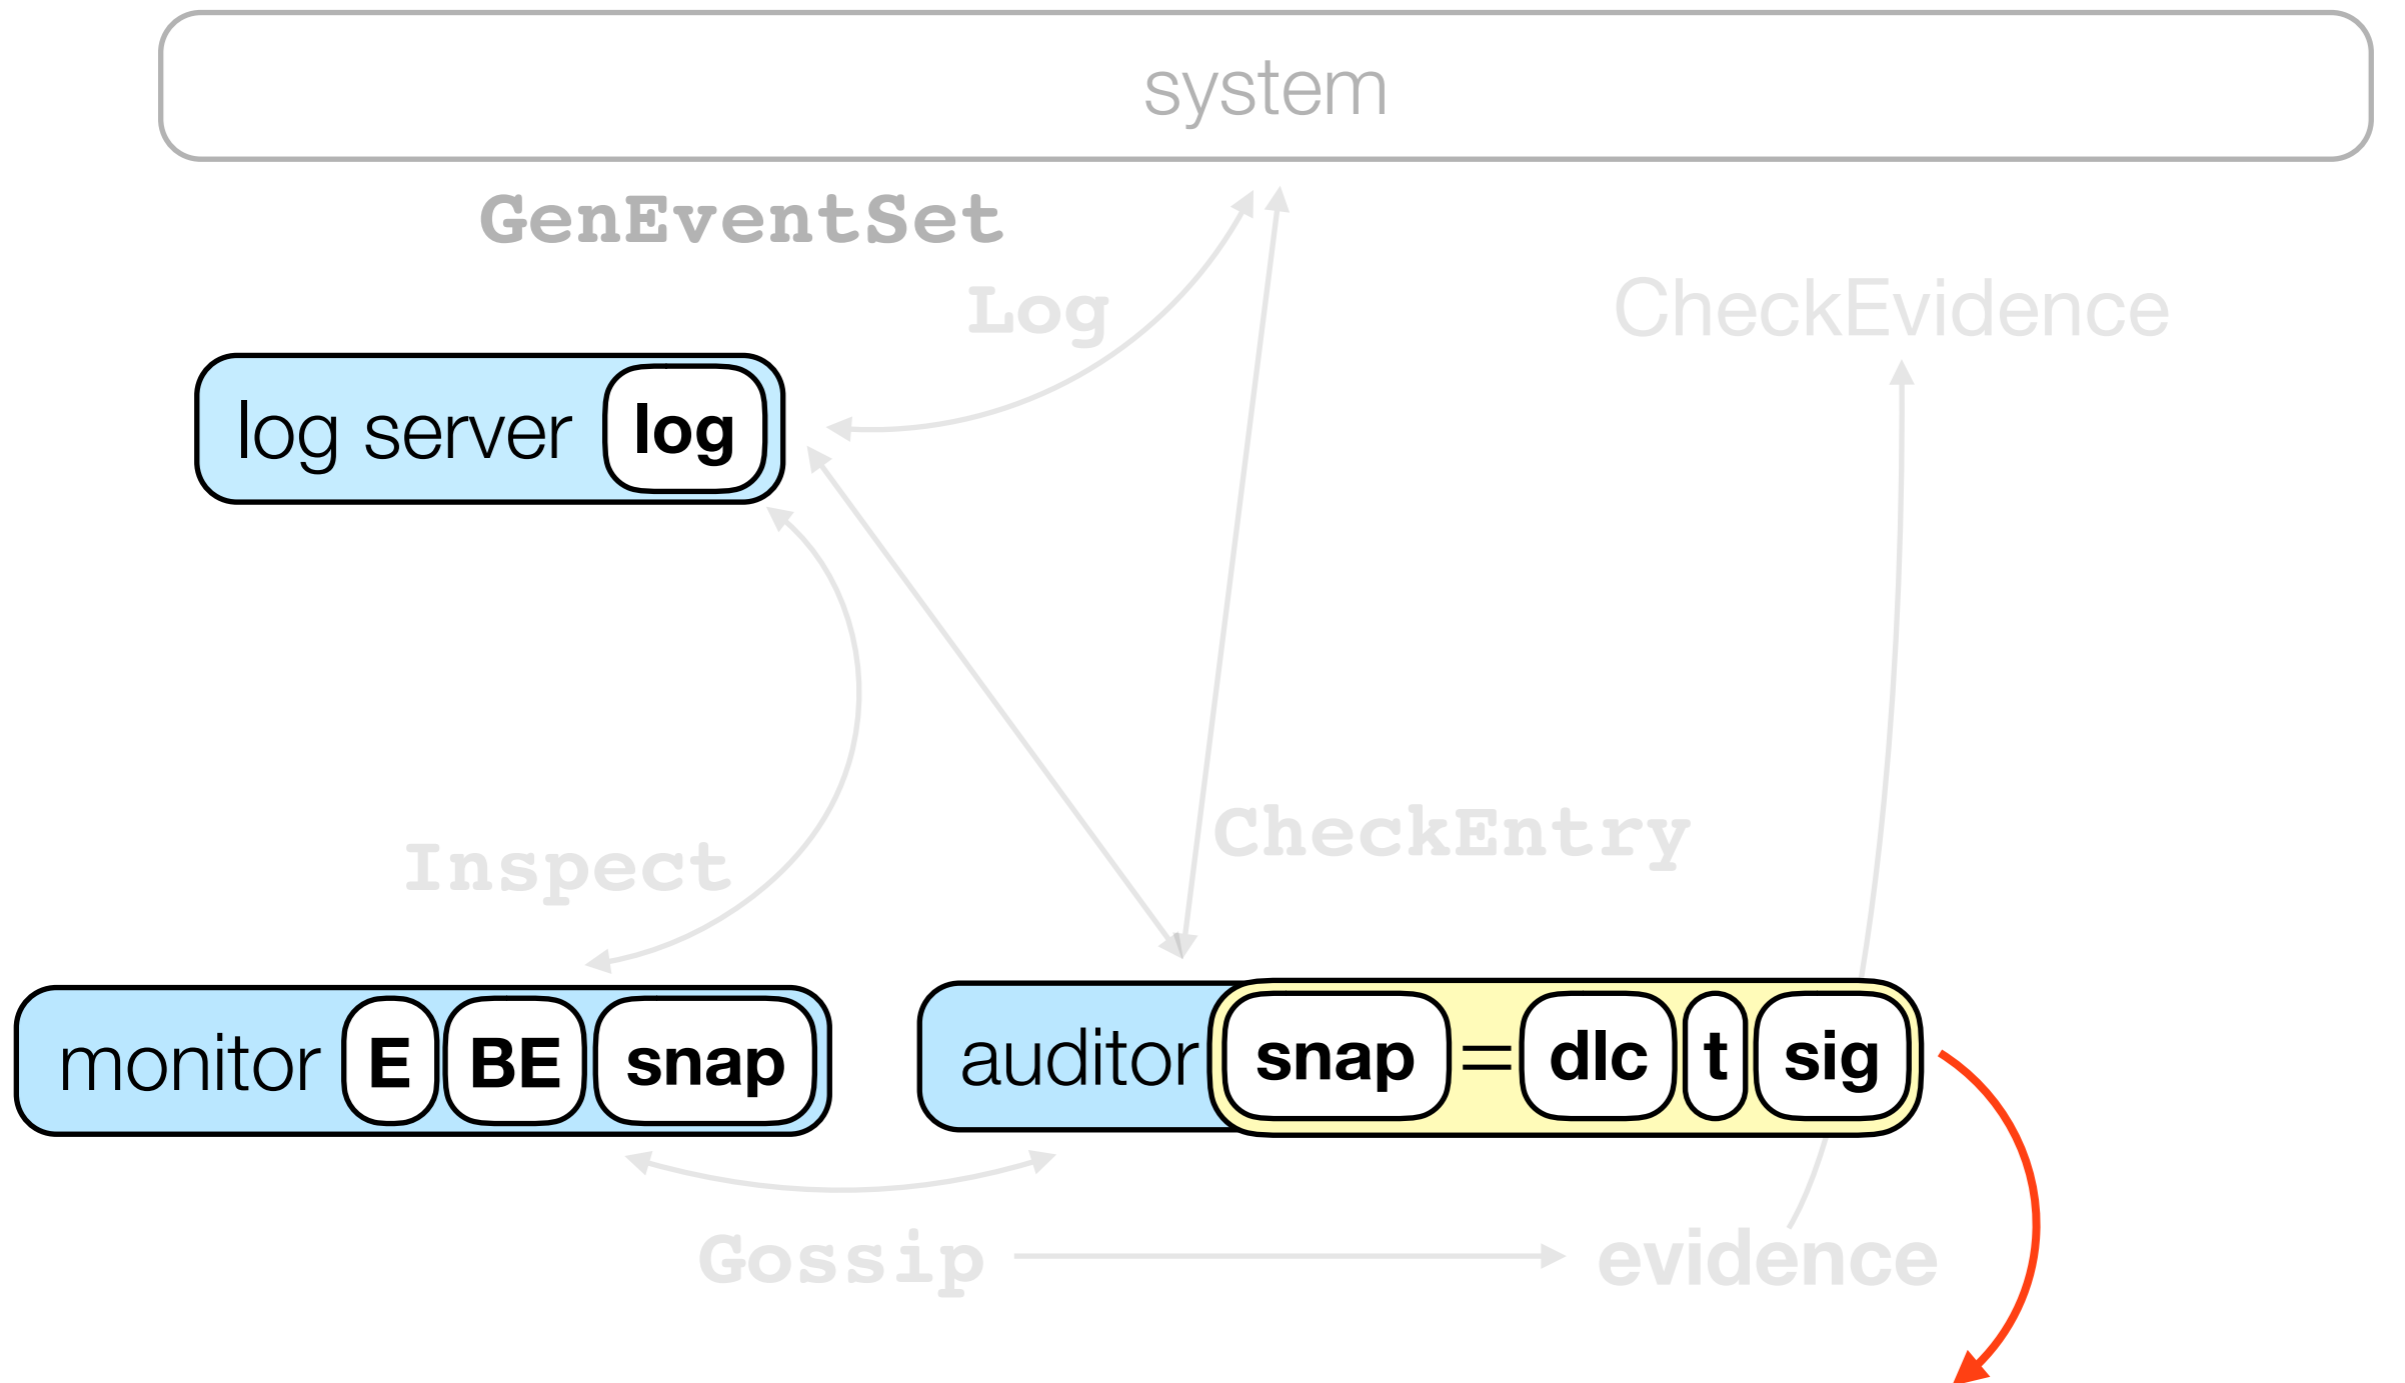 system
GenEventSet
Log
CheckEvidence
log server log
CheckEntry
Inspect
monitor E BE snap
auditor snap = dlc t sig
Gossip
evidence